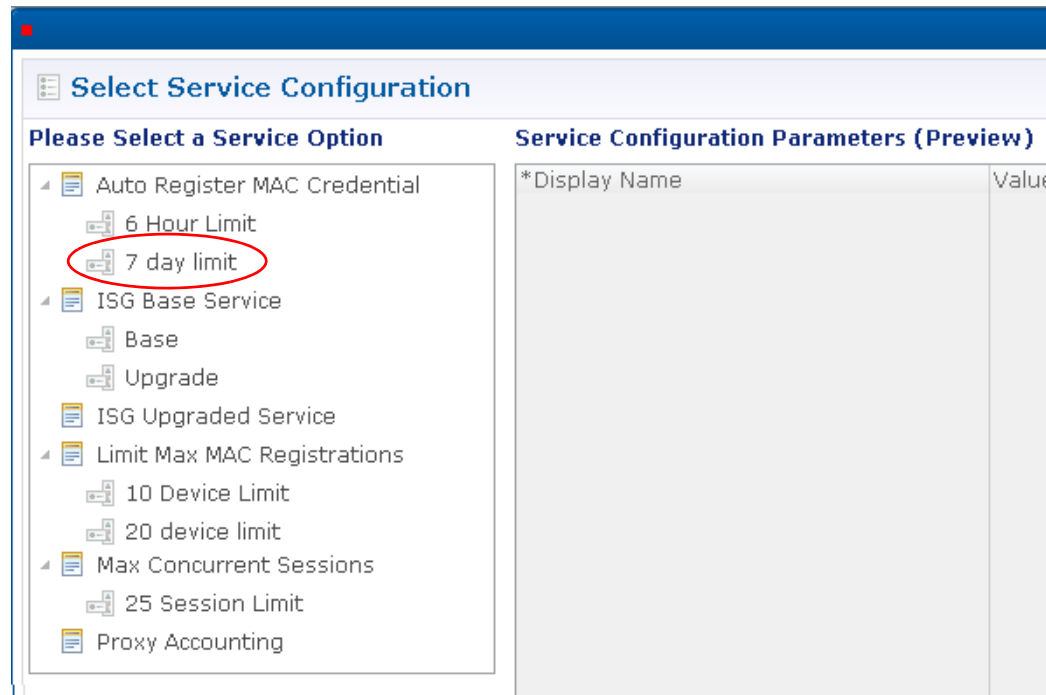 Select Service Configuration
Please Select a Service Option
Service Configuration Parameters (Preview)
Auto Register MAC Credential
6 Hour Limit
7 day limit
ISG Base Service
Base
Upgrade
ISG Upgraded Service
Limit Max MAC Registrations
10 Device Limit
20 device limit
Max Concurrent Sessions
25 Session Limit
Proxy Accounting
*Display Name
Value